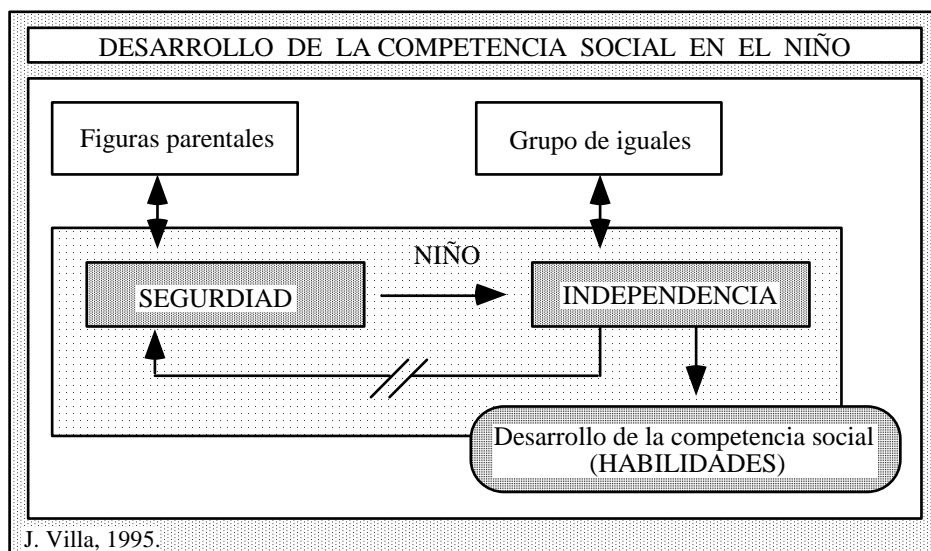 DESARROLLO DE LA COMPETENCIA SOCIAL EN EL NIÑO
Figuras parentales
Grupo de iguales
NIÑO
SEGURDIAD
INDEPENDENCIA
Desarrollo de la competencia social
(HABILIDADES)
J. Villa, 1995.